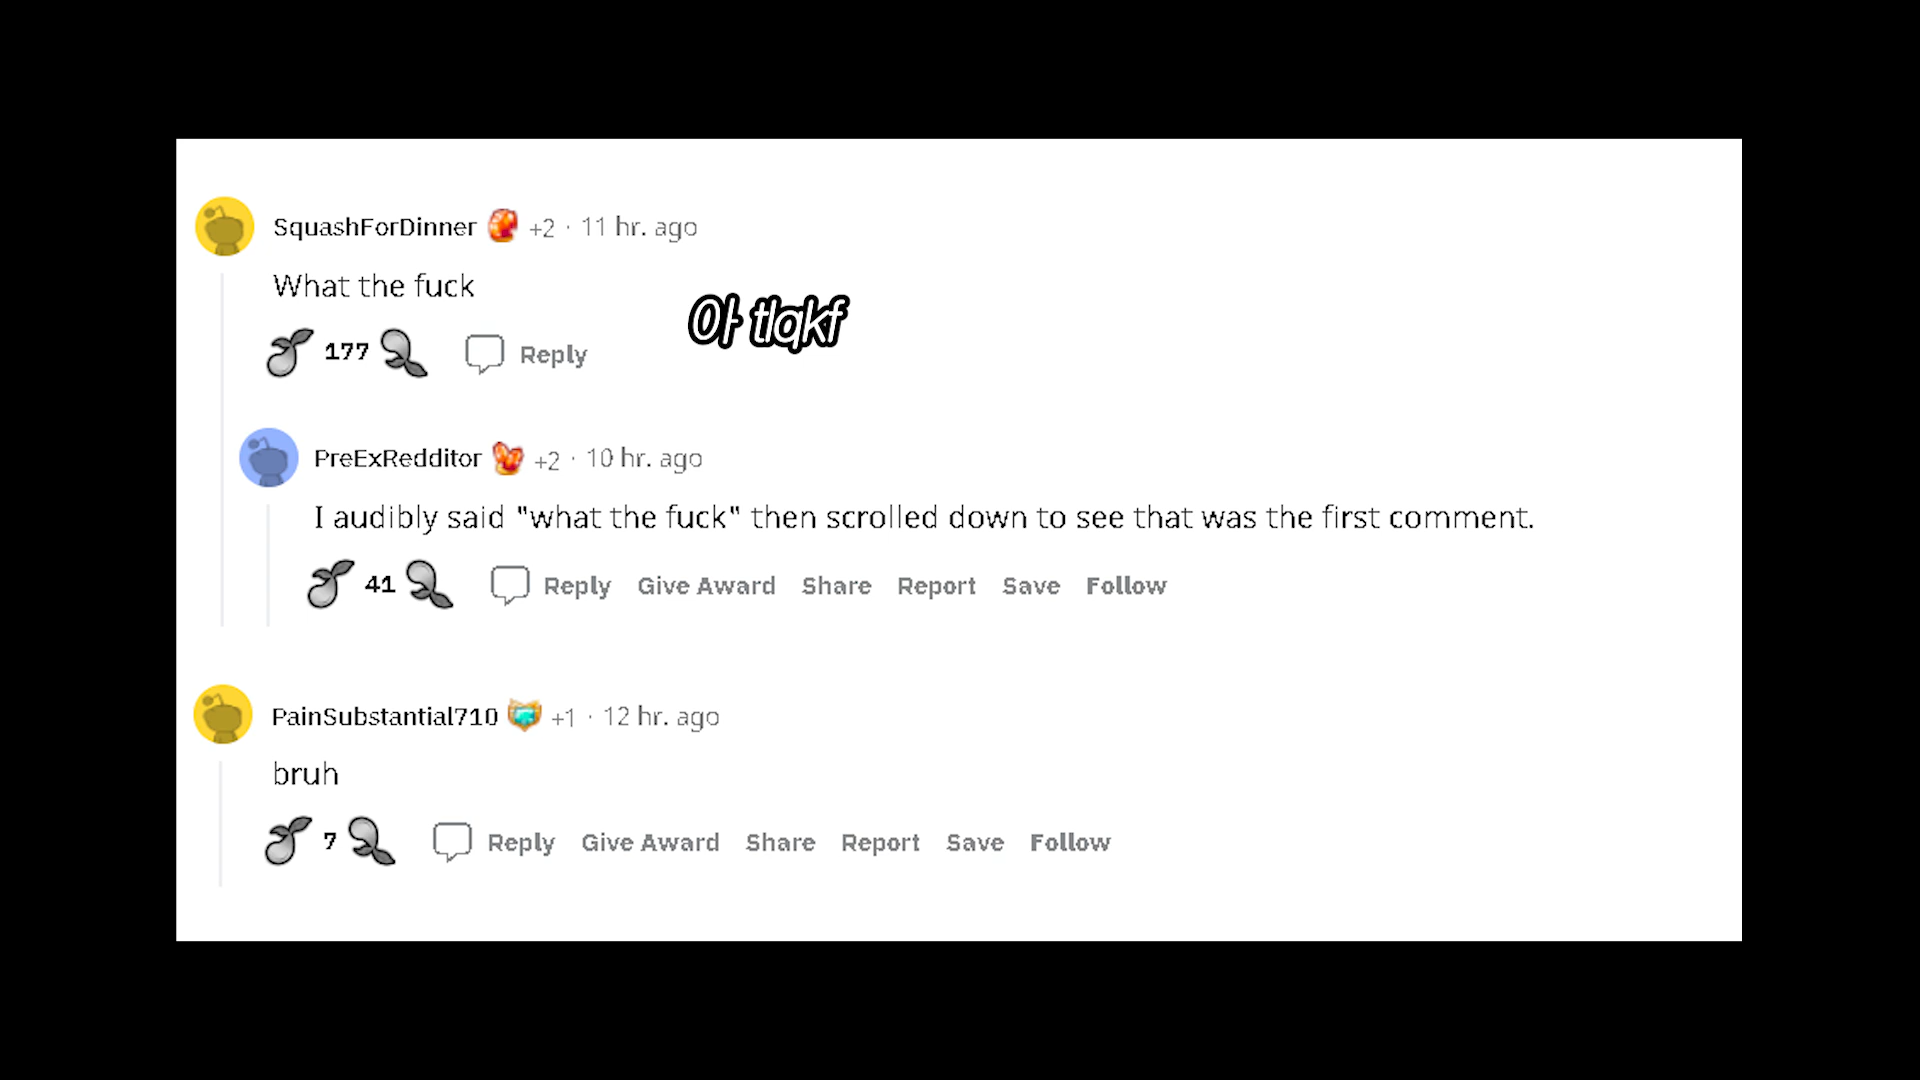 SquashForDinner +2 · 11 hr. ago
What the fuck
아 tlqkf
177 Reply
PreExRedditor +2 · 10 hr. ago
I audibly said "what the fuck" then scrolled down to see that was the first comment.
41 Reply Give Award Share Report Save Follow
PainSubstantial710 +1 · 12 hr. ago
bruh
7 Reply Give Award Share Report Save Follow